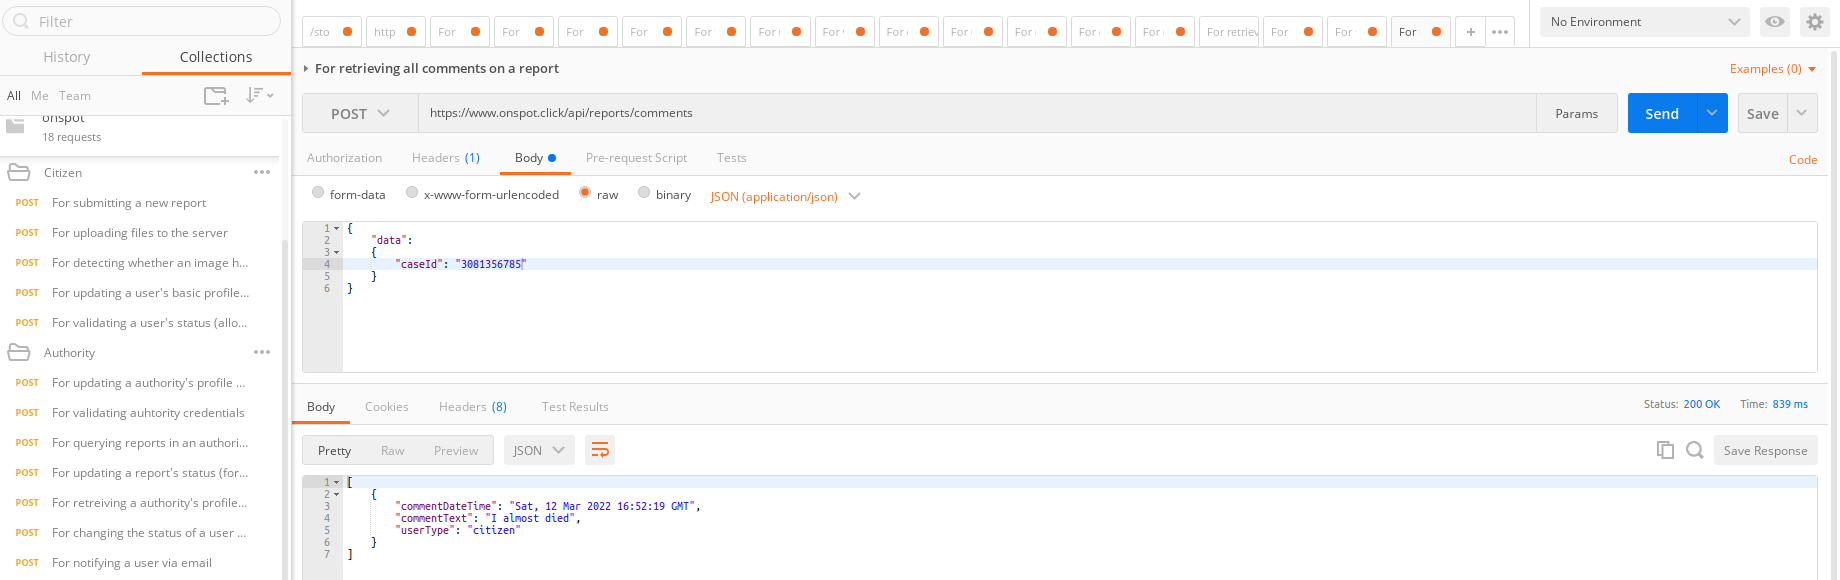 Filter
History
Collections
All Me Team
onspot
18 requests
Citizen
POST For submitting a new report
POST For uploading files to the server
POST For detecting whether an image h...
POST For updating a user's basic profile...
POST For validating a user's status (allo...
Authority
POST For updating a authority's profile ...
POST For validating auhtority credentials
POST For querying reports in an authori...
POST For updating a report's status (for...
POST For retreiving a authority's profile...
POST For changing the status of a user ...
POST For notifying a user via email
/sto http For For For For For For For For For For For For For retriev For For For + •••
No Environment
For retrieving all comments on a report
Examples (0)
POST https://www.onspot.click/api/reports/comments Params Send Save
Authorization Headers (1) Body Pre-request Script Tests Code
form-data x-www-form-urlencoded raw binary JSON (application/json)
1 {
2 "data":
3 {
4 "caseId": "3081356785"
5 }
6 }
Body Cookies Headers (8) Test Results Status: 200 OK Time: 839 ms
Pretty Raw Preview JSON Save Response
1 [
2 {
3 "commentDateTime": "Sat, 12 Mar 2022 16:52:19 GMT",
4 "commentText": "I almost died",
5 "userType": "citizen"
6 }
7 ]